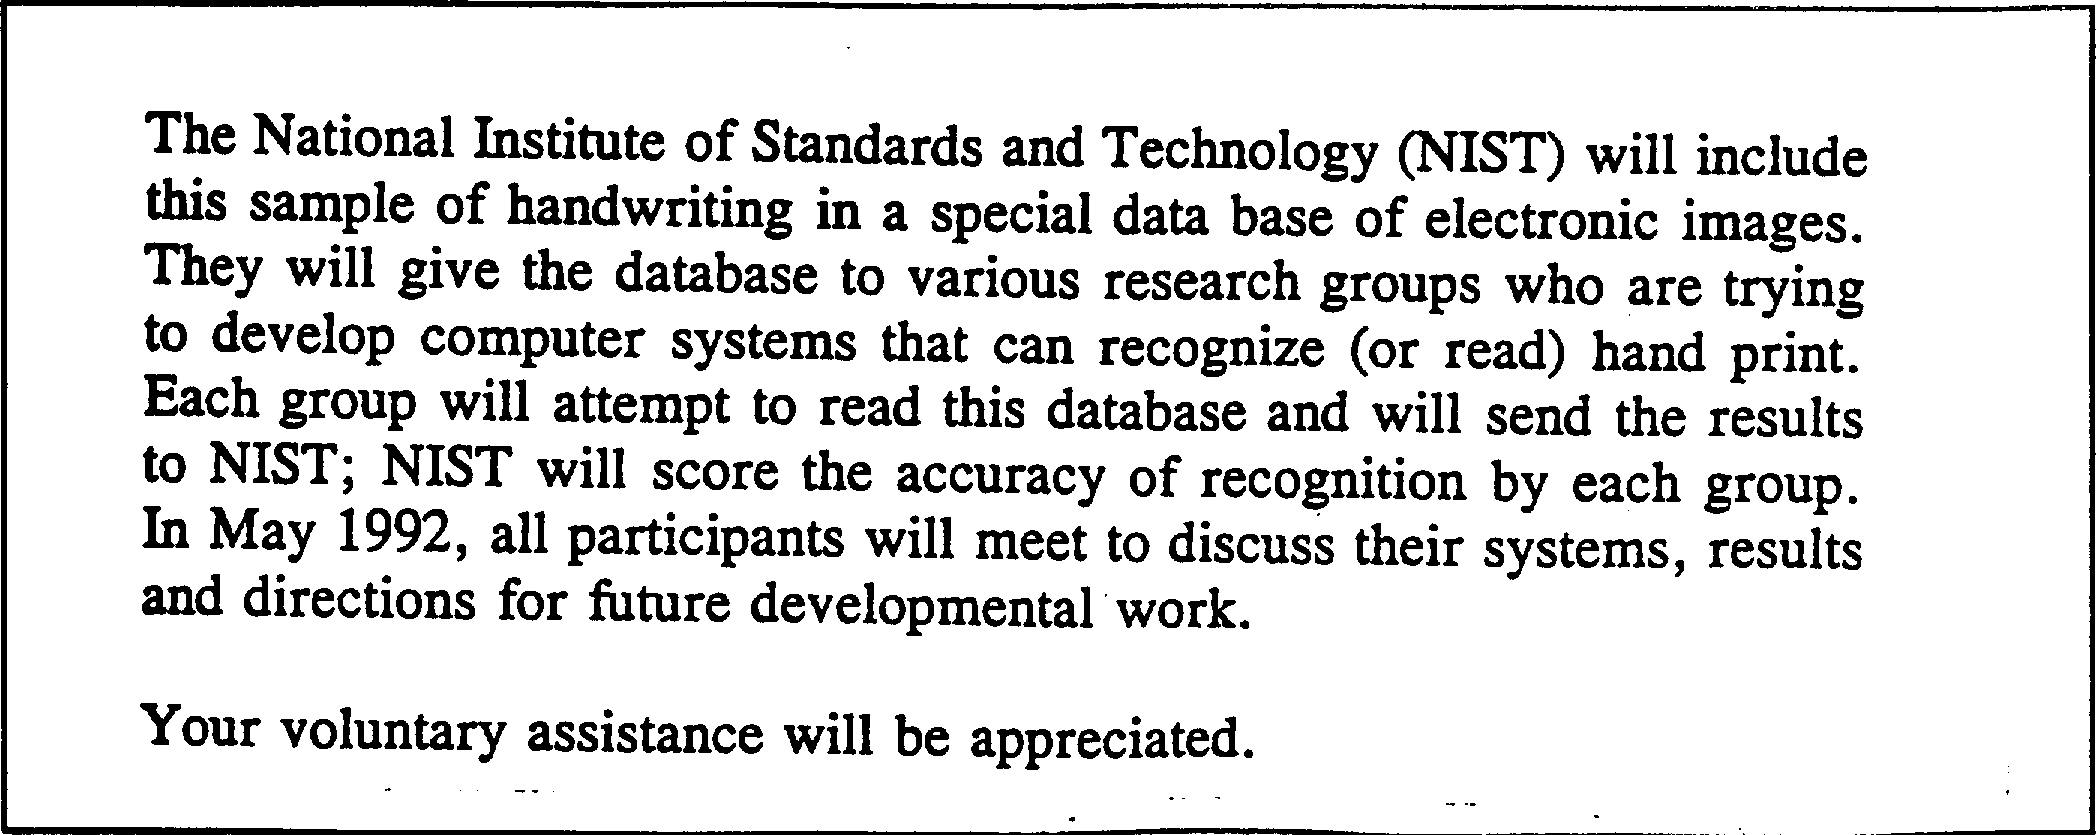 The National Institute of Standards and Technology (NIST) will include
this sample of handwriting in a special data base of electronic images.
They will give the database to various research groups who are trying
to develop computer systems that can recognize (or read) hand print.
Each group will attempt to read this database and will send the results
to NIST; NIST will score the accuracy of recognition by each group.
In May 1992, all participants will meet to discuss their systems, results
and directions for future developmental work.
Your voluntary assistance will be appreciated.